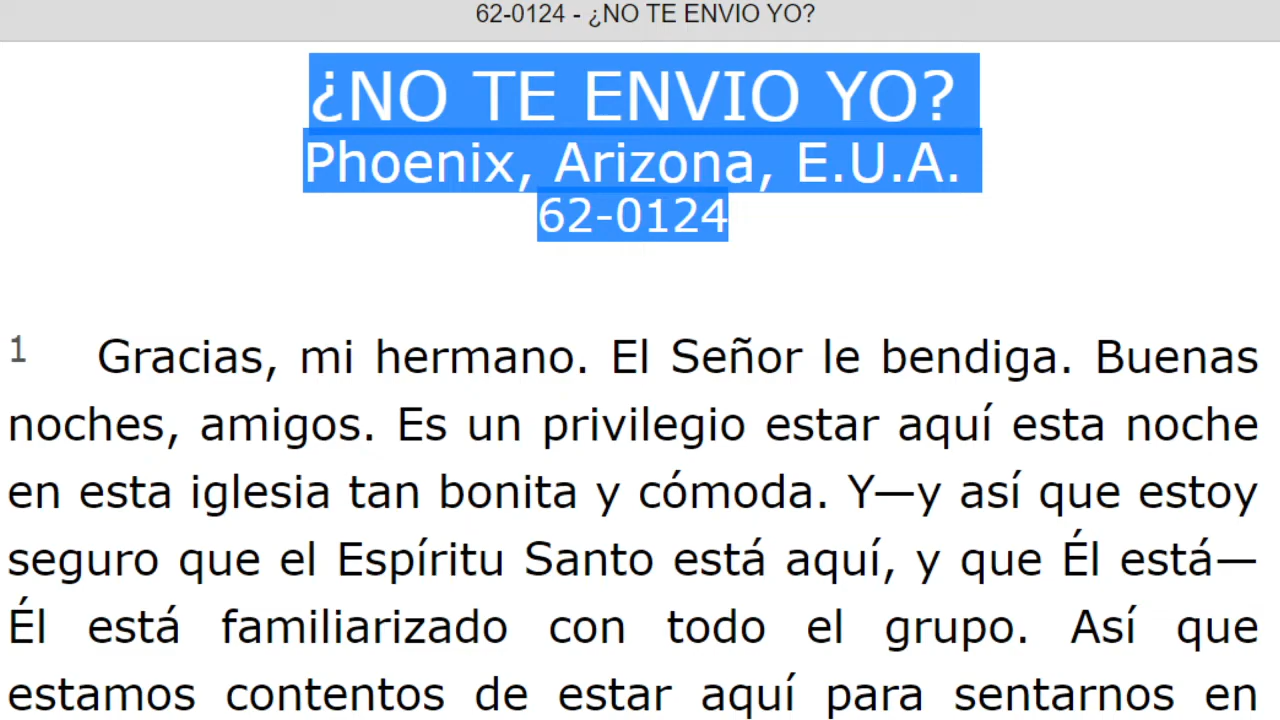 62-0124 - ¿NO TE ENVIO YO?
¿NO TE ENVIO YO?
Phoenix, Arizona, E.U.A.
62-0124
1 Gracias, mi hermano. El Señor le bendiga. Buenas
noches, amigos. Es un privilegio estar aquí esta noche
en esta iglesia tan bonita y cómoda. Y—y así que estoy
seguro que el Espíritu Santo está aquí, y que Él está—
Él está familiarizado con todo el grupo. Así que
estamos contentos de estar aquí para sentarnos en